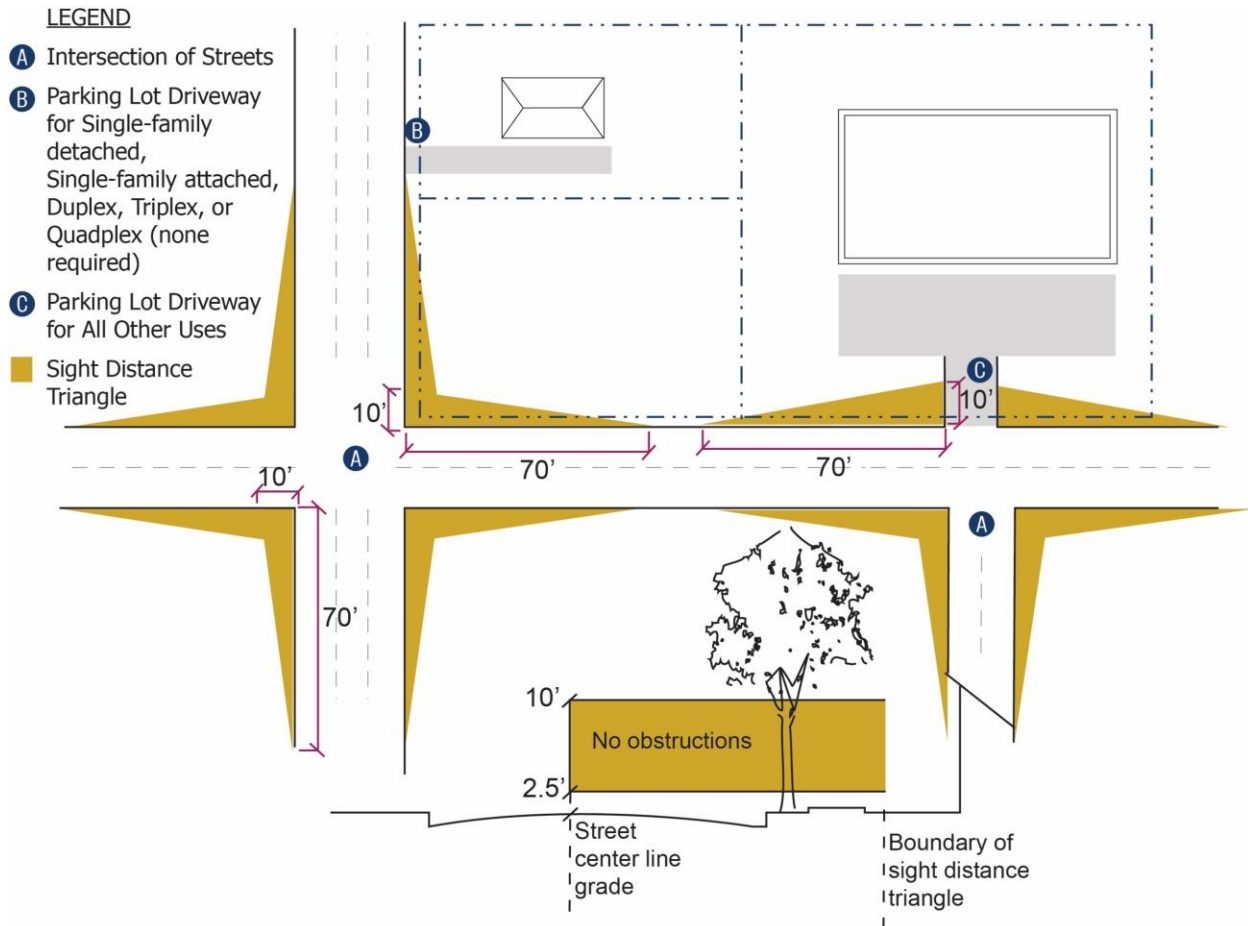 LEGEND
A Intersection of Streets
B Parking Lot Driveway
for Single-family
detached,
Single-family attached,
Duplex, Triplex, or
Quadplex (none
required)
C Parking Lot Driveway
for All Other Uses
Sight Distance
Triangle
B
C
10'
10'
A
70'
70'
10'
A
70'
10'
No obstructions
2.5'
Street
center line
grade
Boundary of
sight distance
triangle